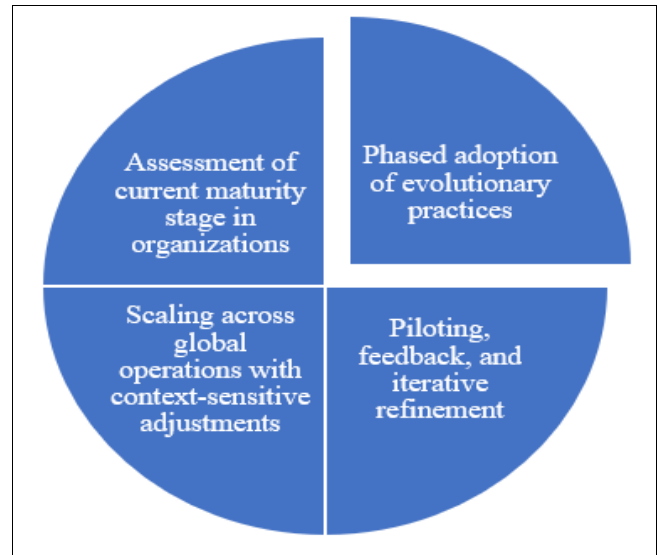 Assessment of
current maturity
stage in
organizations
Phased adoption
of evolutionary
practices
Scaling across
global
operations with
context-sensitive
adjustments
Piloting,
feedback, and
iterative
refinement